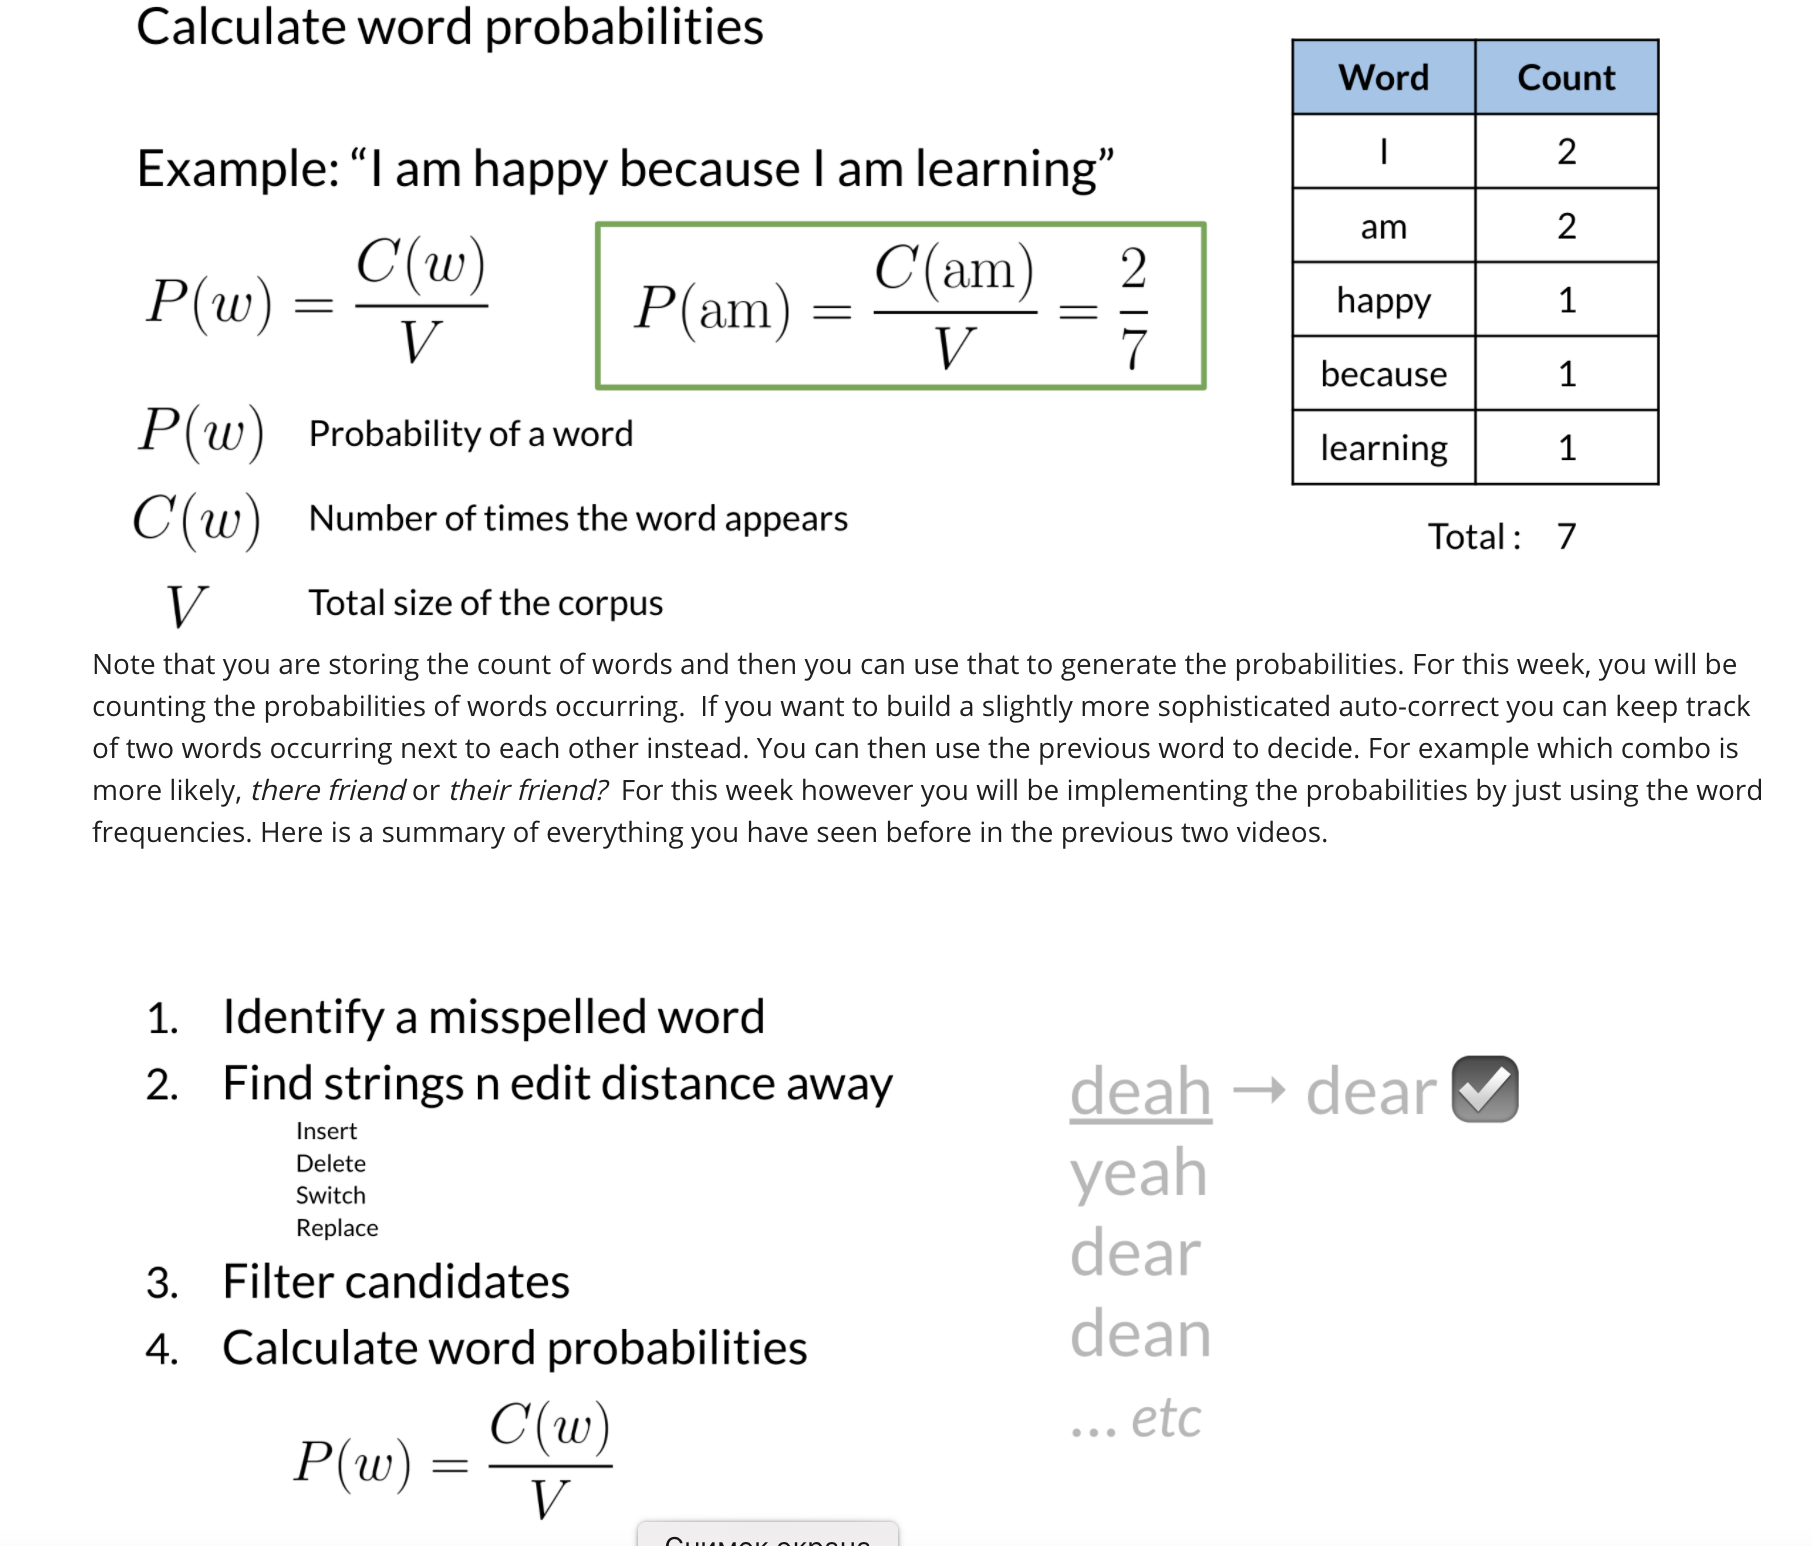 Calculate word probabilities
Example: “I am happy because I am learning”
P(w) = C(w) / V
P(am) = C(am) / V = 2 / 7
P(w) Probability of a word
C(w) Number of times the word appears
V Total size of the corpus
Word Count
I 2
am 2
happy 1
because 1
learning 1
Total : 7
Note that you are storing the count of words and then you can use that to generate the probabilities. For this week, you will be
counting the probabilities of words occurring.  If you want to build a slightly more sophisticated auto-correct you can keep track
of two words occurring next to each other instead. You can then use the previous word to decide. For example which combo is
more likely, there friend or their friend?  For this week however you will be implementing the probabilities by just using the word
frequencies. Here is a summary of everything you have seen before in the previous two videos.
1. Identify a misspelled word
2. Find strings n edit distance away
Insert
Delete
Switch
Replace
3. Filter candidates
4. Calculate word probabilities
P(w) = C(w) / V
deah → dear
yeah
dear
dean
... etc
Снимок экрана